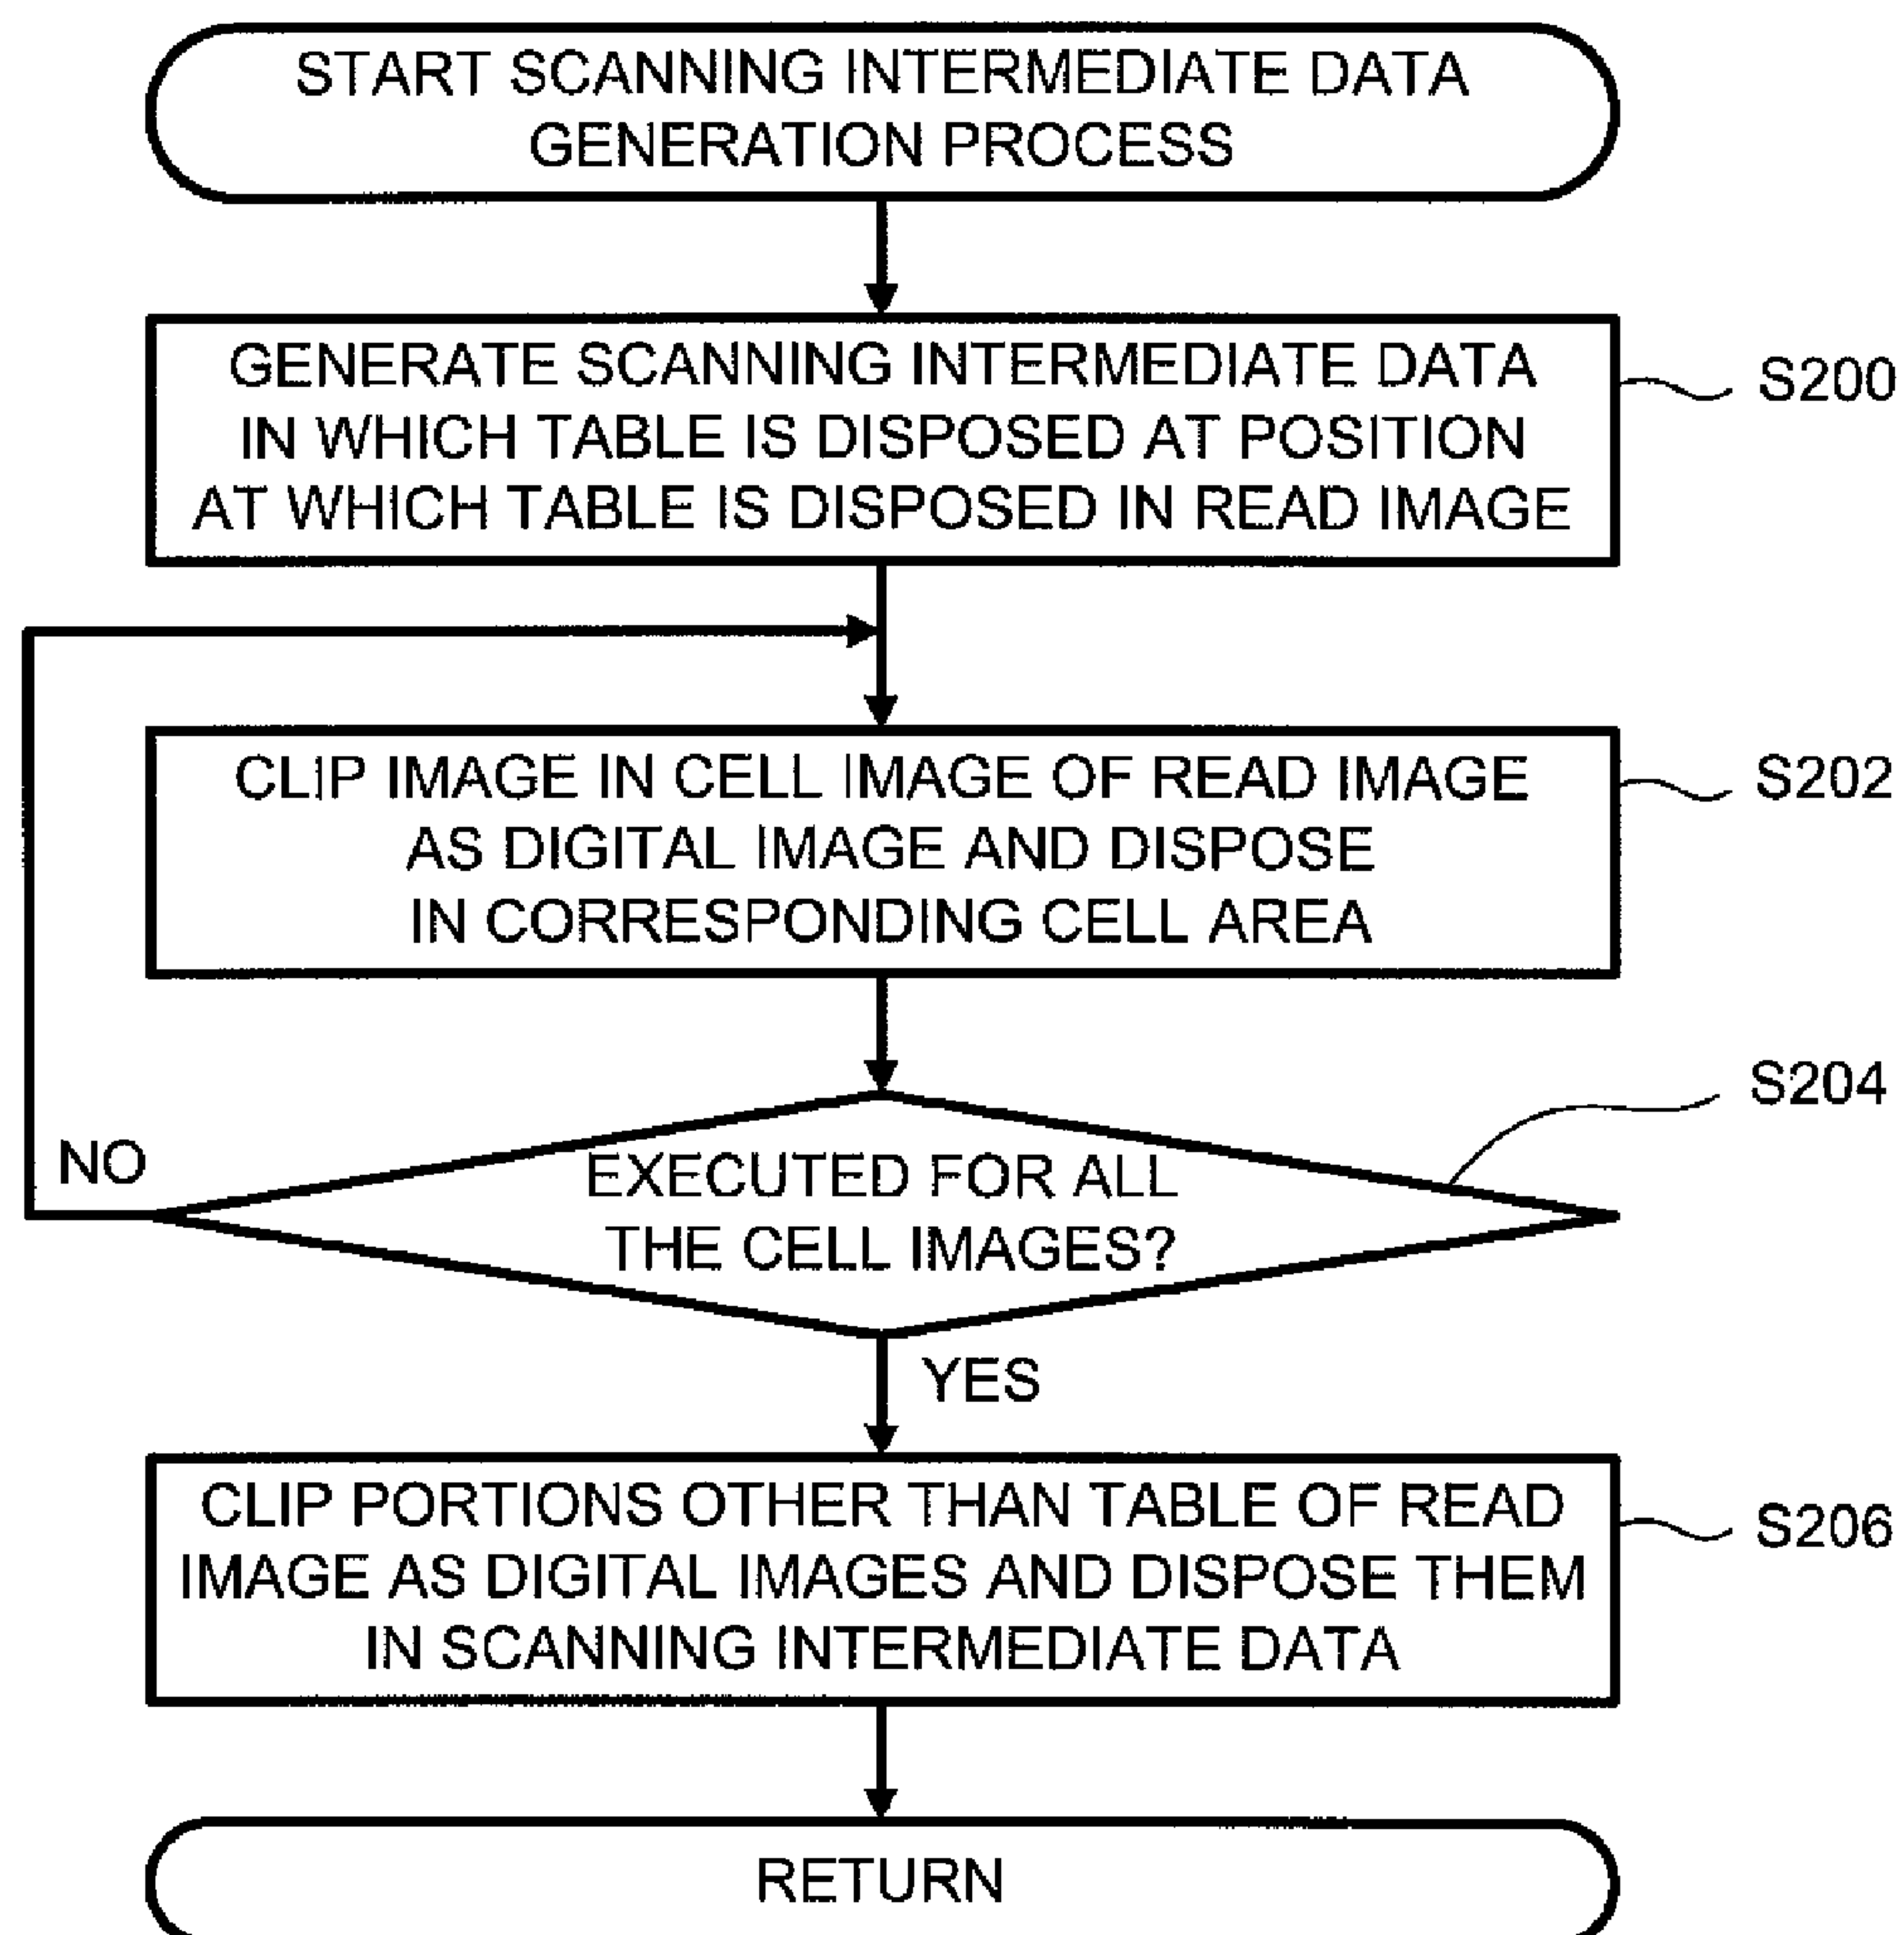 START SCANNING INTERMEDIATE DATA
GENERATION PROCESS
GENERATE SCANNING INTERMEDIATE DATA
IN WHICH TABLE IS DISPOSED AT POSITION
AT WHICH TABLE IS DISPOSED IN READ IMAGE
S200
CLIP IMAGE IN CELL IMAGE OF READ IMAGE
AS DIGITAL IMAGE AND DISPOSE
IN CORRESPONDING CELL AREA
S202
S204
NO
EXECUTED FOR ALL
THE CELL IMAGES?
YES
CLIP PORTIONS OTHER THAN TABLE OF READ
IMAGE AS DIGITAL IMAGES AND DISPOSE THEM
IN SCANNING INTERMEDIATE DATA
S206
RETURN